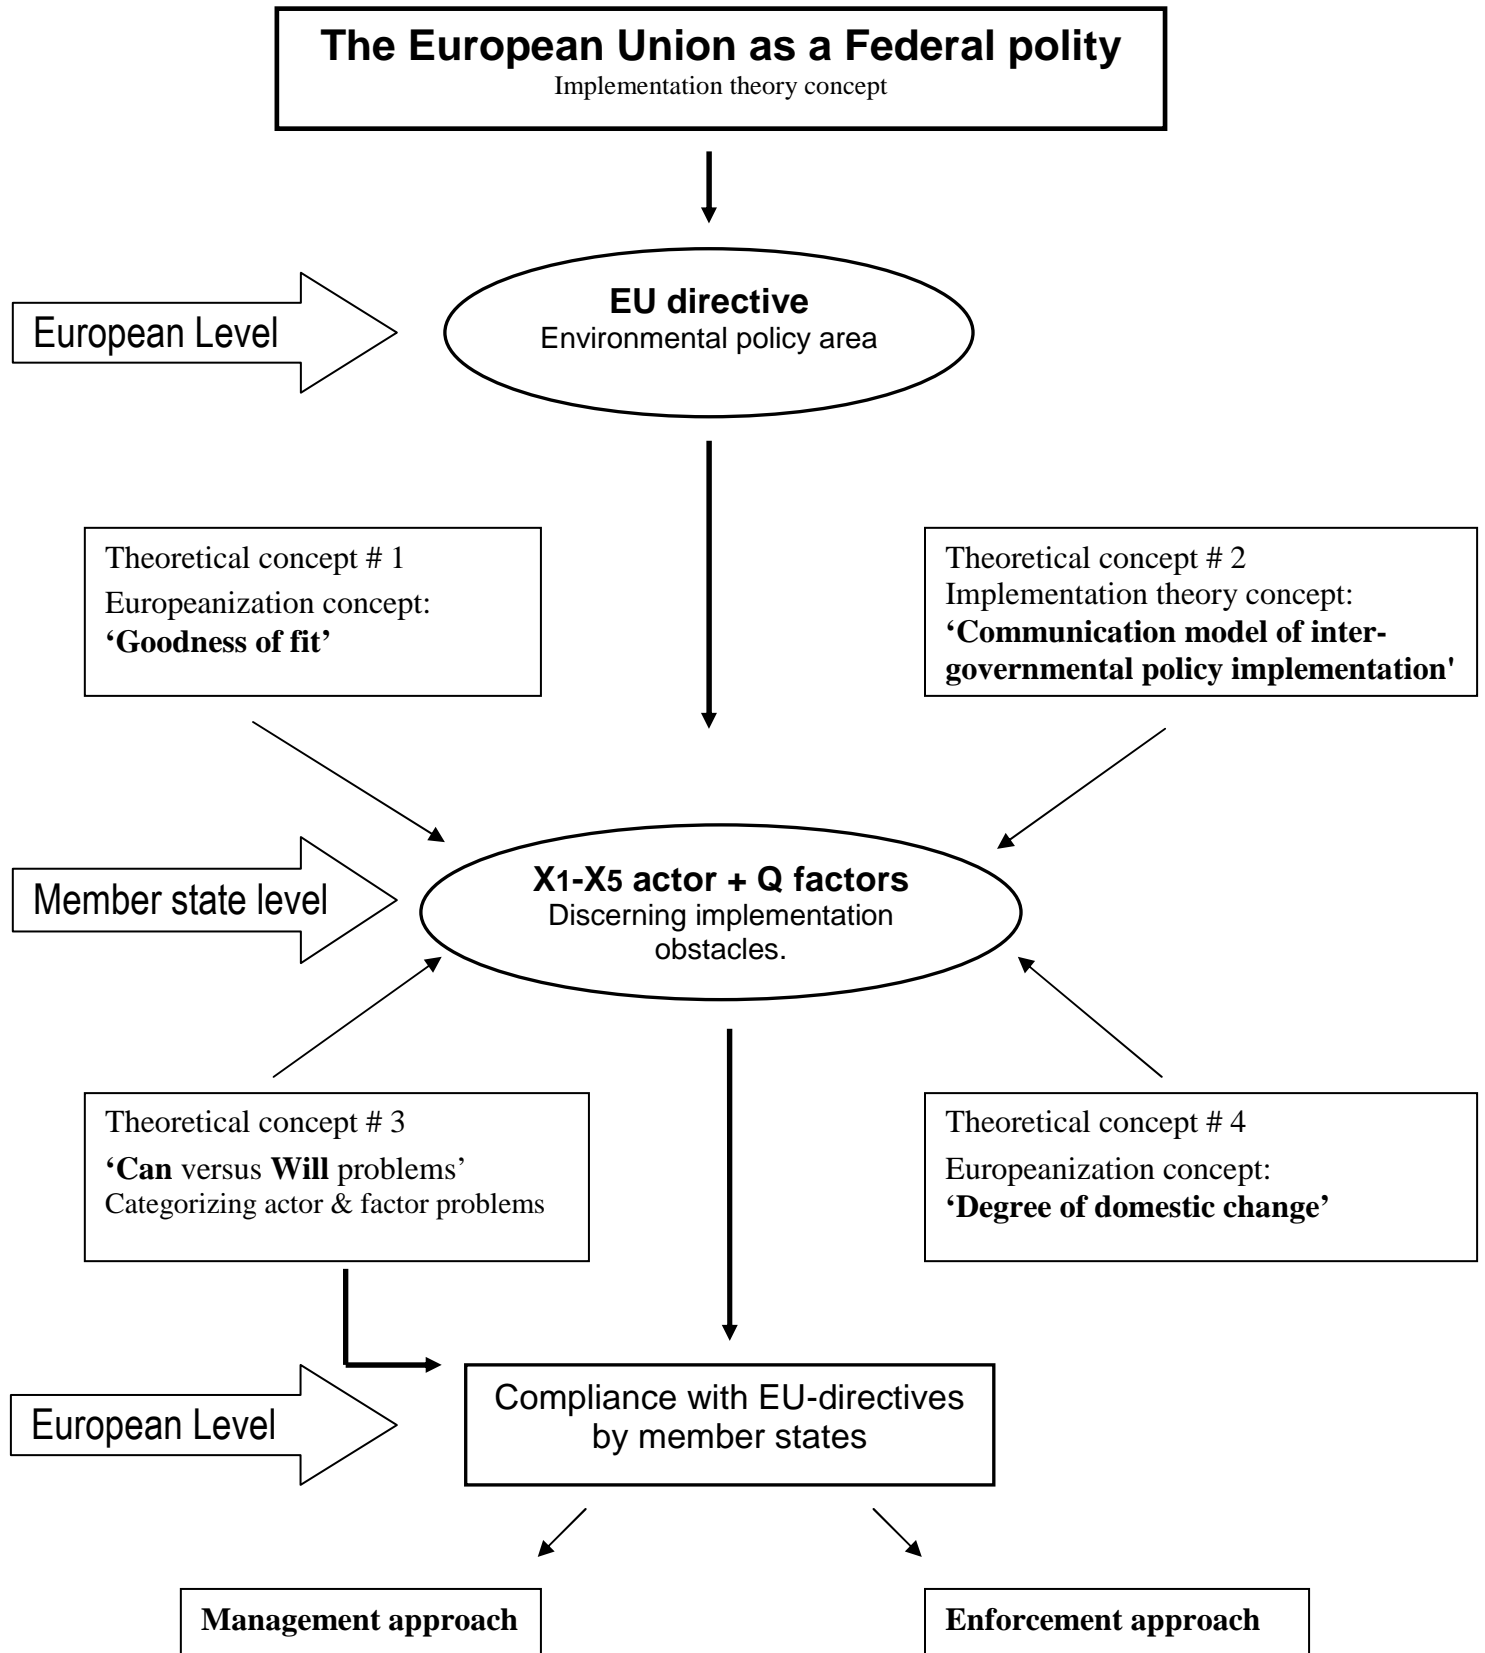 The European Union as a Federal polity
Implementation theory concept
EU directive
Environmental policy area
European Level
Theoretical concept # 1
Europeanization concept:
‘Goodness of fit’
Theoretical concept # 2
Implementation theory concept:
‘Communication model of inter-
governmental policy implementation'
X1-X5 actor + Q factors
Discerning implementation
obstacles.
Member state level
Theoretical concept # 3
‘Can versus Will problems’
Categorizing actor & factor problems
Theoretical concept # 4
Europeanization concept:
‘Degree of domestic change’
Compliance with EU-directives
by member states
European Level
Management approach
Enforcement approach